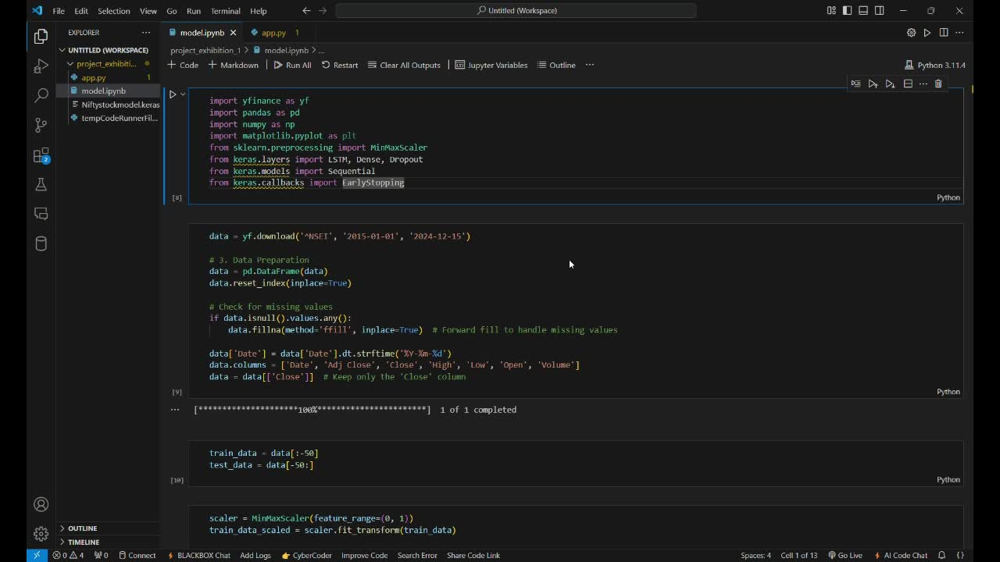 File Edit Selection View Go Run Terminal Help
Untitled (Workspace)
EXPLORER
UNTITLED (WORKSPACE)
project_exhibiti...
app.py 1
model.ipynb
Niftystockmodel.keras
tempCodeRunnerFil...
OUTLINE
TIMELINE
2
model.ipynb app.py 1
project_exhibition_1 > model.ipynb > ...
+ Code + Markdown Run All Restart Clear All Outputs Jupyter Variables Outline ... Python 3.11.4
import yfinance as yf
import pandas as pd
import numpy as np
import matplotlib.pyplot as plt
from sklearn.preprocessing import MinMaxScaler
from keras.layers import LSTM, Dense, Dropout
from keras.models import Sequential
from keras.callbacks import EarlyStopping
[8] Python
data = yf.download('^NSEI', '2015-01-01', '2024-12-15')
# 3. Data Preparation
data = pd.DataFrame(data)
data.reset_index(inplace=True)
# Check for missing values
if data.isnull().values.any():
data.fillna(method='ffill', inplace=True) # Forward fill to handle missing values
data['Date'] = data['Date'].dt.strftime('%Y-%m-%d')
data.columns = ['Date', 'Adj Close', 'Close', 'High', 'Low', 'Open', 'Volume']
data = data[['Close']] # Keep only the 'Close' column
[9] Python
... [*********************100%***********************] 1 of 1 completed
train_data = data[:-50]
test_data = data[-50:]
[10] Python
scaler = MinMaxScaler(feature_range=(0, 1))
train_data_scaled = scaler.fit_transform(train_data)
0 4 0 Connect BLACKBOX Chat Add Logs CyberCoder Improve Code Search Error Share Code Link Spaces: 4 Cell 1 of 13 Go Live AI Code Chat {}